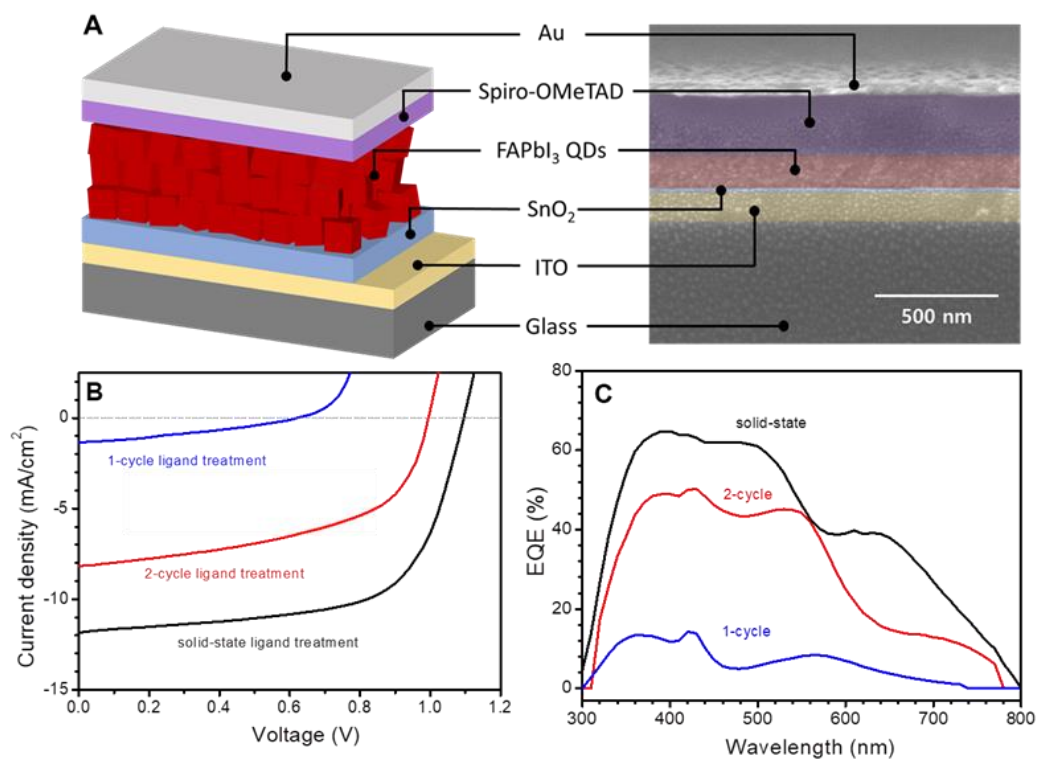 A
Au
Spiro-OMeTAD
FAPbI₃ QDs
SnO₂
ITO
Glass
500 nm
B
0
-5
-10
-15
Current density (mA/cm²)
1-cycle ligand treatment
2-cycle ligand treatment
solid-state ligand treatment
0.0 0.2 0.4 0.6 0.8 1.0 1.2
Voltage (V)
C
80
60
40
20
0
EQE (%)
solid-state
2-cycle
1-cycle
300 400 500 600 700 800
Wavelength (nm)